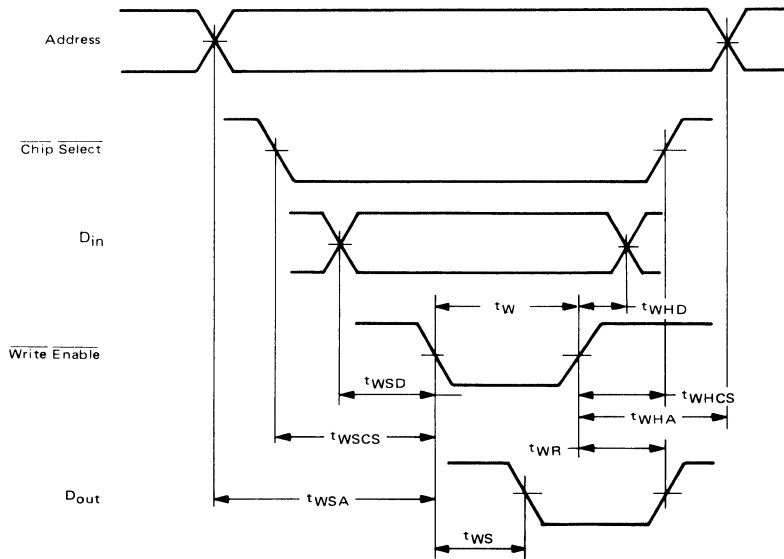 Address
Chip Select
Din
tW
tWHD
Write Enable
tWSD
tWHCS
tWHA
tWSCS
tWR
Dout
tWSA
tWS